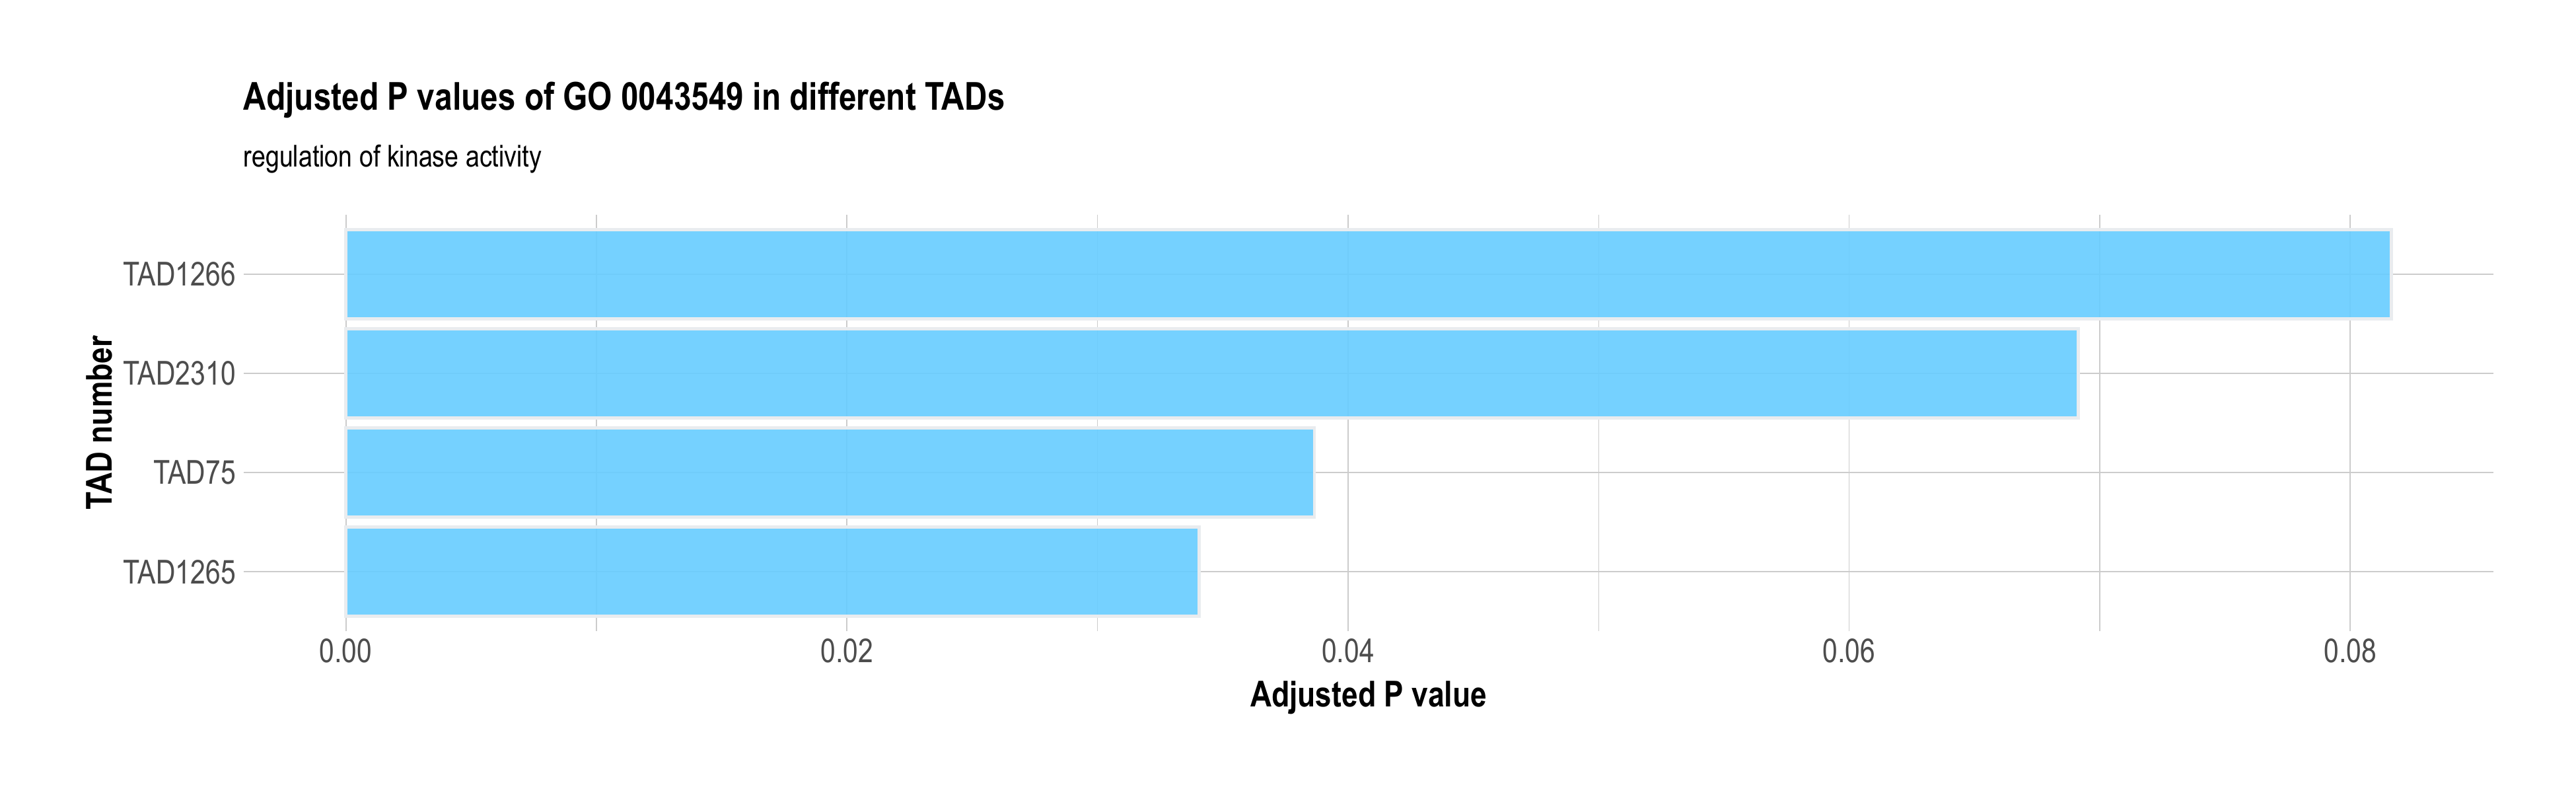 Adjusted P values of GO 0043549 in different TADs
regulation of kinase activity
TAD number
TAD1266
TAD2310
TAD75
TAD1265
0.00 0.02 0.04 0.06 0.08
Adjusted P value